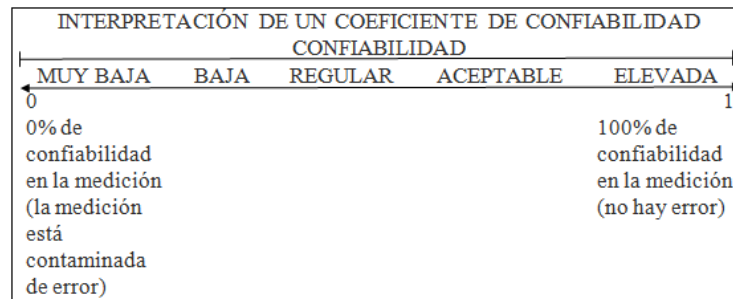 INTERPRETACIÓN DE UN COEFICIENTE DE CONFIABILIDAD
CONFIABILIDAD
MUY BAJA BAJA REGULAR ACEPTABLE ELEVADA
0 1
0% de
confiabilidad
en la medición
(la medición
está
contaminada
de error)
100% de
confiabilidad
en la medición
(no hay error)